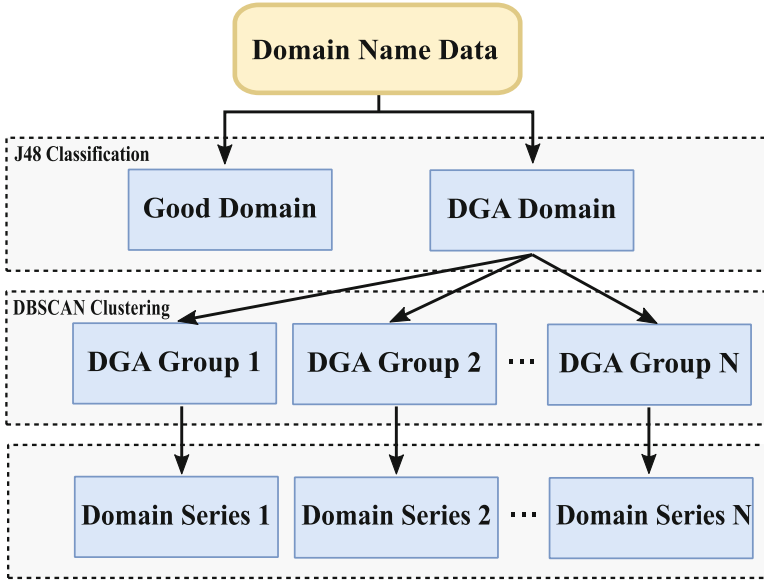 Domain Name Data
J48 Classification
Good Domain
DGA Domain
DBSCAN Clustering
DGA Group 1
DGA Group 2
...
DGA Group N
Domain Series 1
Domain Series 2
...
Domain Series N